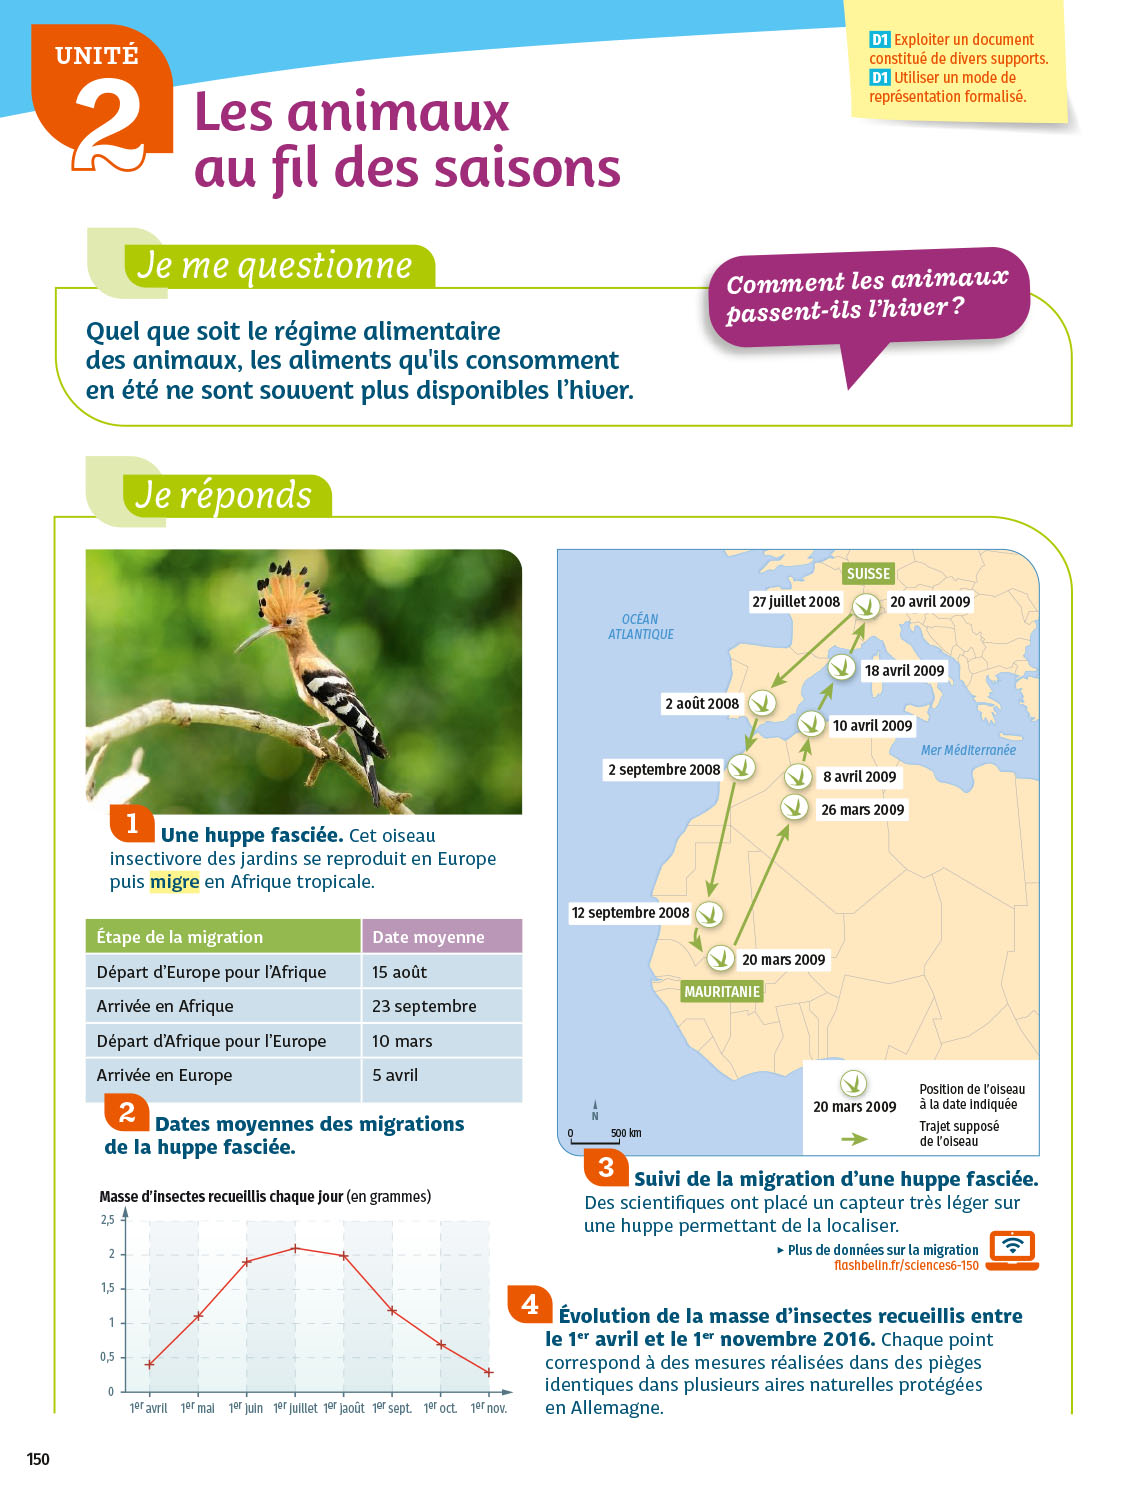 UNITÉ
2
Les animaux
au fil des saisons
D1 Exploiter un document
constitué de divers supports.
D1 Utiliser un mode de
représentation formalisé.
Je me questionne
Comment les animaux
passent-ils l'hiver ?
Quel que soit le régime alimentaire
des animaux, les aliments qu'ils consomment
en été ne sont souvent plus disponibles l'hiver.
Je réponds
1 Une huppe fasciée. Cet oiseau
insectivore des jardins se reproduit en Europe
puis migre en Afrique tropicale.
Étape de la migration Date moyenne
Départ d'Europe pour l'Afrique 15 août
Arrivée en Afrique 23 septembre
Départ d'Afrique pour l'Europe 10 mars
Arrivée en Europe 5 avril
2 Dates moyennes des migrations
de la huppe fasciée.
SUISSE
27 juillet 2008 20 avril 2009
OCÉAN
ATLANTIQUE
18 avril 2009
2 août 2008
10 avril 2009
Mer Méditerranée
2 septembre 2008
8 avril 2009
26 mars 2009
12 septembre 2008
20 mars 2009
MAURITANIE
N
0 500 km
20 mars 2009
Position de l'oiseau
à la date indiquée
Trajet supposé
de l'oiseau
3 Suivi de la migration d'une huppe fasciée.
Des scientifiques ont placé un capteur très léger sur
une huppe permettant de la localiser.
▸ Plus de données sur la migration
flashbelin.fr/sciences6-150
Masse d'insectes recueillis chaque jour (en grammes)
2,5
2
1,5
1
0,5
0
1er avril 1er mai 1er juin 1er juillet 1er jaoût 1er sept. 1er oct. 1er nov.
4 Évolution de la masse d'insectes recueillis entre
le 1er avril et le 1er novembre 2016. Chaque point
correspond à des mesures réalisées dans des pièges
identiques dans plusieurs aires naturelles protégées
en Allemagne.
150